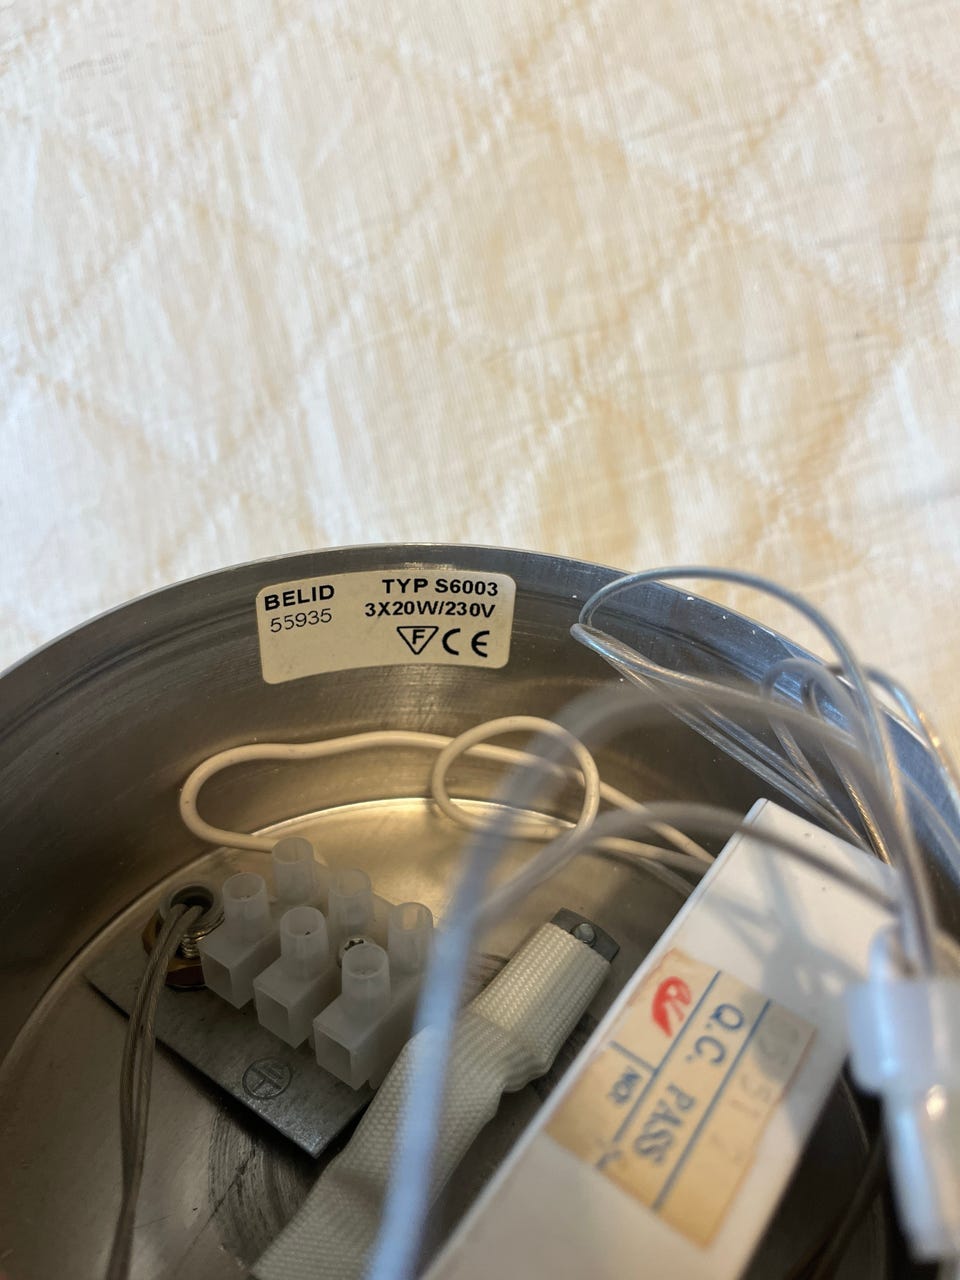 BELID TYP S6003
55935 3X20W/230V
F CE
Q.C. PASS